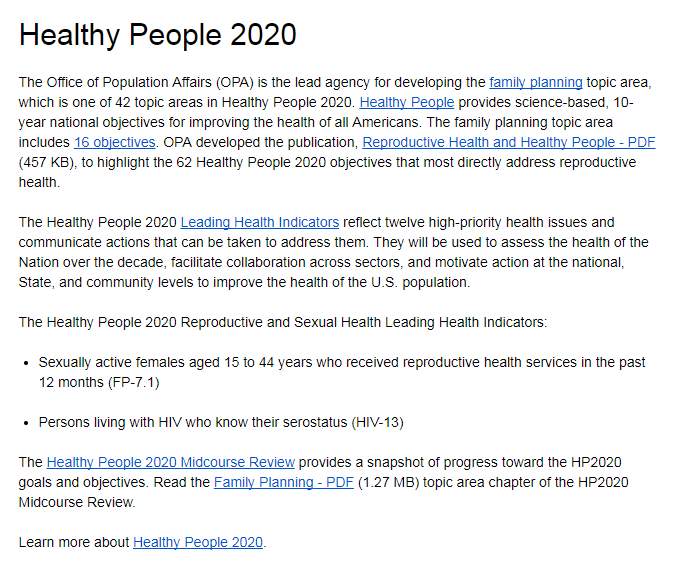 Healthy People 2020
The Office of Population Affairs (OPA) is the lead agency for developing the family planning topic area,
which is one of 42 topic areas in Healthy People 2020. Healthy People provides science-based, 10-
year national objectives for improving the health of all Americans. The family planning topic area
includes 16 objectives. OPA developed the publication, Reproductive Health and Healthy People - PDF
(457 KB), to highlight the 62 Healthy People 2020 objectives that most directly address reproductive
health.
The Healthy People 2020 Leading Health Indicators reflect twelve high-priority health issues and
communicate actions that can be taken to address them. They will be used to assess the health of the
Nation over the decade, facilitate collaboration across sectors, and motivate action at the national,
State, and community levels to improve the health of the U.S. population.
The Healthy People 2020 Reproductive and Sexual Health Leading Health Indicators:
• Sexually active females aged 15 to 44 years who received reproductive health services in the past
12 months (FP-7.1)
• Persons living with HIV who know their serostatus (HIV-13)
The Healthy People 2020 Midcourse Review provides a snapshot of progress toward the HP2020
goals and objectives. Read the Family Planning - PDF (1.27 MB) topic area chapter of the HP2020
Midcourse Review.
Learn more about Healthy People 2020.